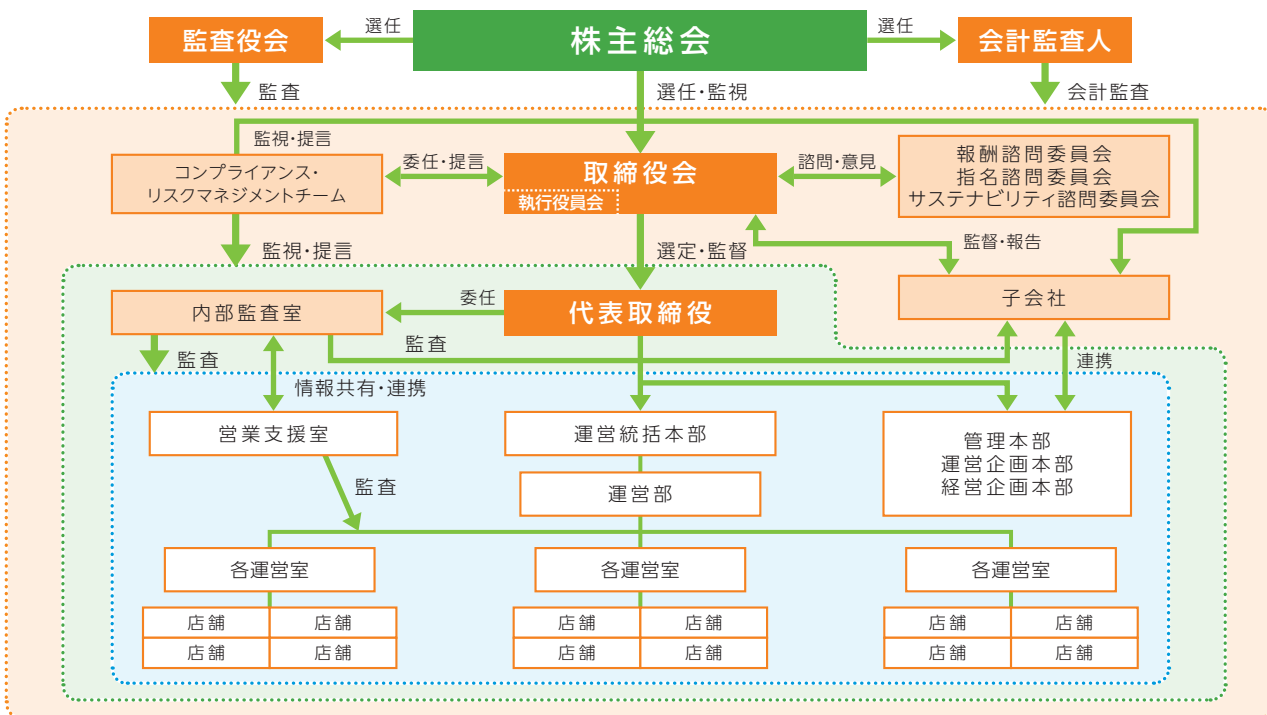 監査役会
選任
株主総会
選任
会計監査人
監査
選任・監視
会計監査
監視・提言
コンプライアンス・
リスクマネジメントチーム
委任・提言
取締役会
執行役員会
諮問・意見
報酬諮問委員会
指名諮問委員会
サステナビリティ諮問委員会
監視・提言
選定・監督
監督・報告
内部監査室
委任
代表取締役
子会社
監査
監査
連携
情報共有・連携
営業支援室
運営統括本部
管理本部
運営企画本部
経営企画本部
監査
運営部
各運営室
各運営室
各運営室
店舗
店舗
店舗
店舗
店舗
店舗
店舗
店舗
店舗
店舗
店舗
店舗